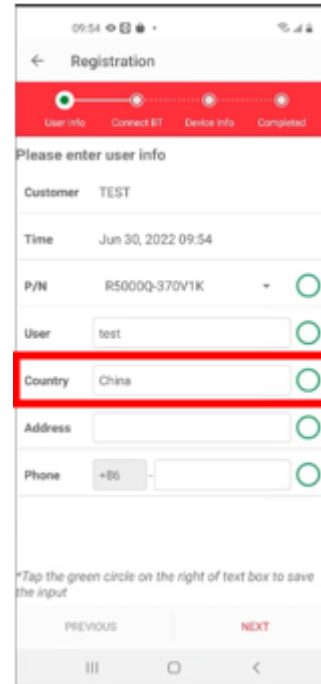 09:54
Registration
User Info Connect BT Device Info Completed
Please enter user info
Customer TEST
Time Jun 30, 2022 09:54
P/N R5000Q-370V1K
User test
Country China
Address
Phone +86 -
*Tap the green circle on the right of text box to save
the input
PREVIOUS NEXT